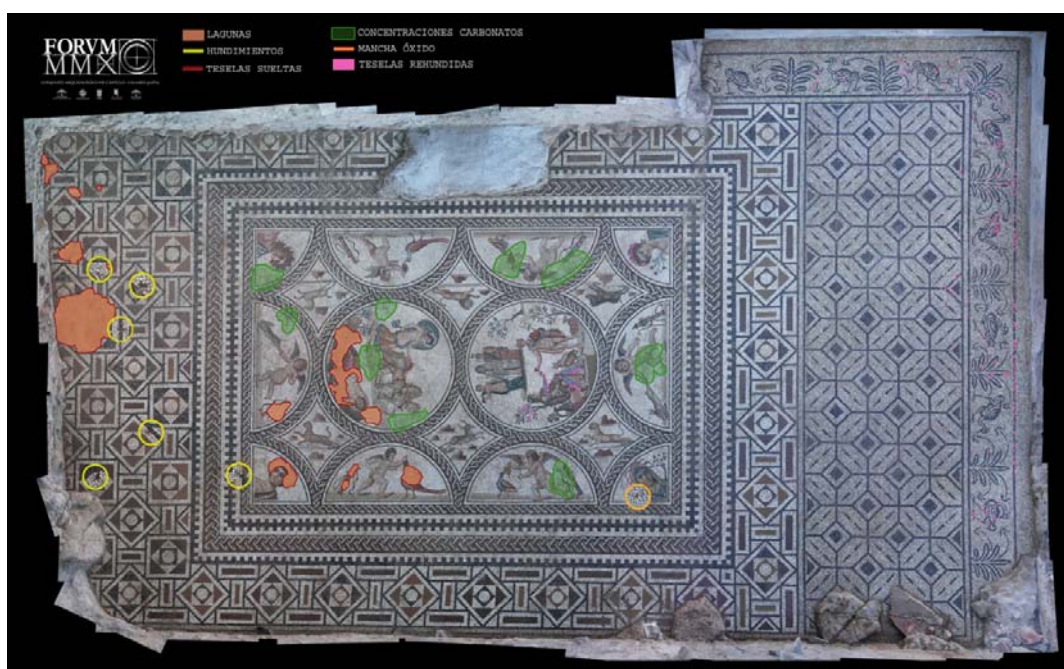 FORVM
MMX
LAGUNAS
HUNDIMIENTOS
TESELAS SUELTAS
CONCENTRACIONES CARBONATOS
MANCHA ÓXIDO
TESELAS REHUNDIDAS